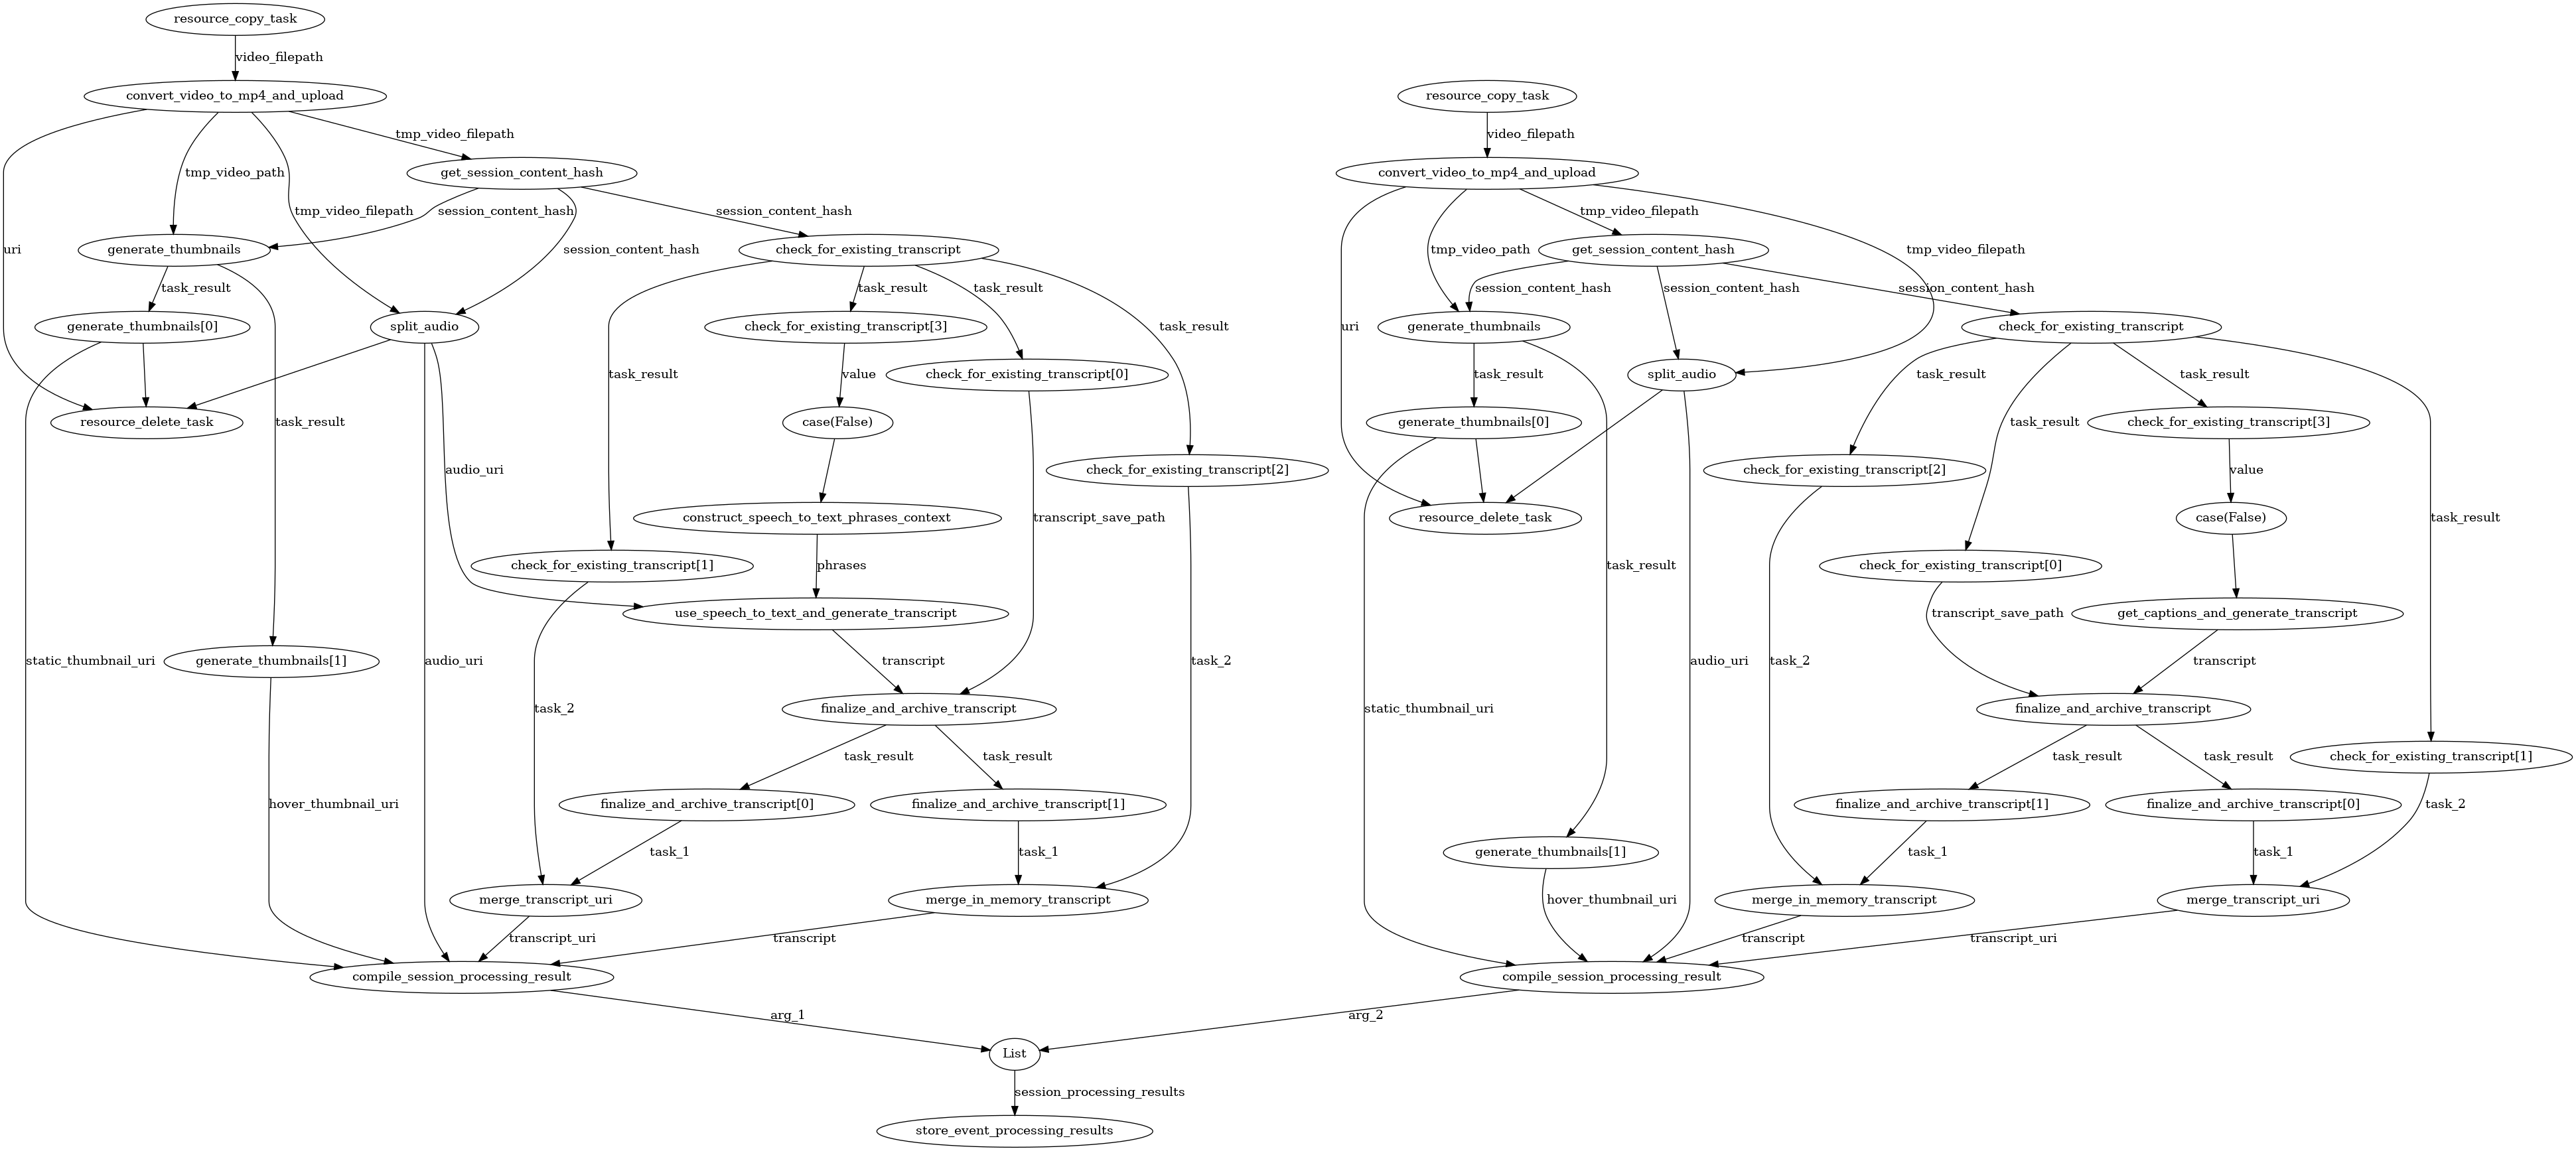 resource_copy_task
video_filepath
convert_video_to_mp4_and_upload
tmp_video_filepath
get_session_content_hash
tmp_video_path
tmp_video_filepath
session_content_hash
session_content_hash
session_content_hash
uri
generate_thumbnails
check_for_existing_transcript
task_result
task_result
task_result
generate_thumbnails[0]
split_audio
check_for_existing_transcript[3]
task_result
task_result
value
check_for_existing_transcript[0]
resource_delete_task
task_result
case(False)
audio_uri
check_for_existing_transcript[2]
construct_speech_to_text_phrases_context
transcript_save_path
check_for_existing_transcript[1]
phrases
use_speech_to_text_and_generate_transcript
static_thumbnail_uri
generate_thumbnails[1]
audio_uri
transcript
task_2
task_2
finalize_and_archive_transcript
task_result
task_result
hover_thumbnail_uri
finalize_and_archive_transcript[0]
finalize_and_archive_transcript[1]
task_1
task_1
merge_transcript_uri
merge_in_memory_transcript
transcript_uri
transcript
compile_session_processing_result
resource_copy_task
video_filepath
convert_video_to_mp4_and_upload
tmp_video_filepath
tmp_video_path
get_session_content_hash
tmp_video_filepath
session_content_hash
session_content_hash
session_content_hash
uri
generate_thumbnails
check_for_existing_transcript
task_result
split_audio
task_result
task_result
generate_thumbnails[0]
task_result
check_for_existing_transcript[3]
check_for_existing_transcript[2]
value
resource_delete_task
case(False)
task_result
task_result
check_for_existing_transcript[0]
transcript_save_path
get_captions_and_generate_transcript
static_thumbnail_uri
audio_uri
task_2
transcript
finalize_and_archive_transcript
task_result
task_result
check_for_existing_transcript[1]
finalize_and_archive_transcript[1]
finalize_and_archive_transcript[0]
task_2
generate_thumbnails[1]
task_1
task_1
hover_thumbnail_uri
merge_in_memory_transcript
merge_transcript_uri
transcript
transcript_uri
compile_session_processing_result
arg_1
arg_2
List
session_processing_results
store_event_processing_results